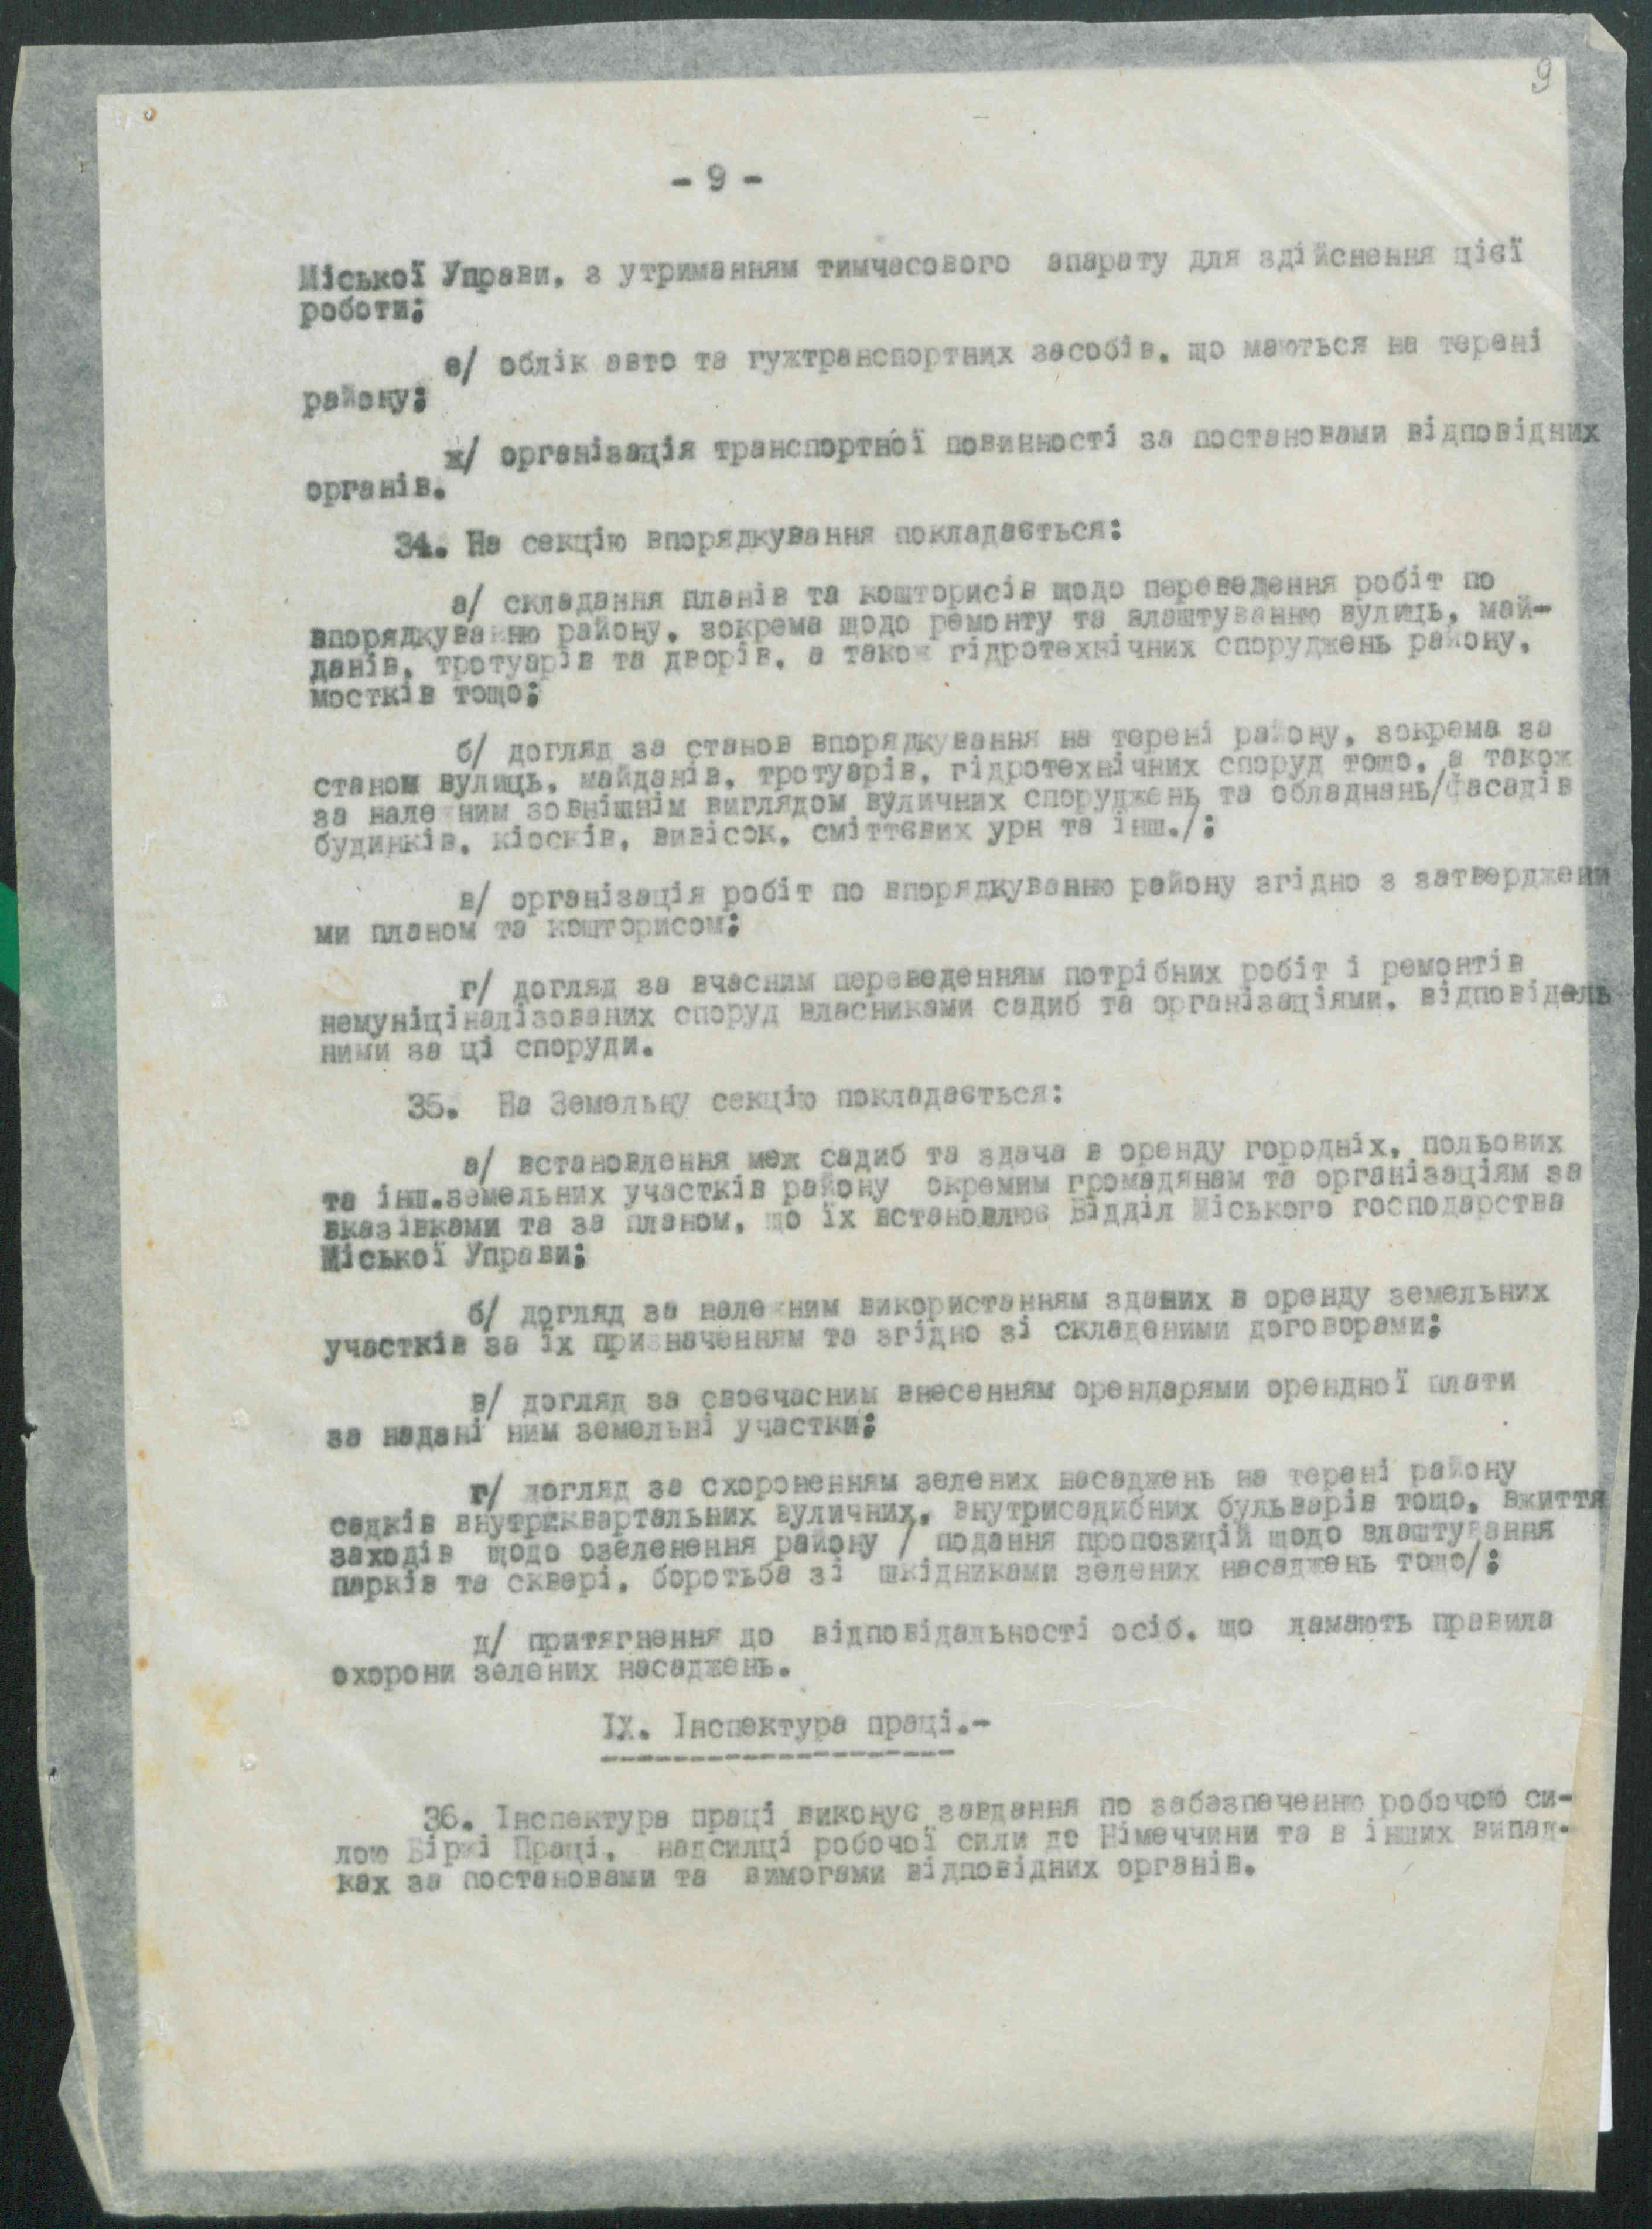 9
- 9 -
Міської Управи, з утриманням тимчасового апарату для здійснення цієї
роботи;
е/ облік авто та гужтранспортних засобів, що маються на терені
району;
ж/ організація транспортної повинності за постановами відповідних
органів.
34. На секцію впорядкування покладається:
а/ складання планів та кошторисів щодо переведення робіт по
впорядкуванню району, зокрема щодо ремонту та влаштуванню вулиць, май-
данів, тротуарів та дворів, а також гідротехнічних споруджень району,
мостків тощо;
б/ догляд за станов впорядкування на терені району, зокрема за
станом вулиць, майданів, тротуарів, гідротехнічних споруд тощо, а також
за належним зовнішнім виглядом вуличних споруджень та обладнань/фасадів
будинків, кіосків, вивісок, сміттєвих урн та інш./;
в/ організація робіт по впорядкуванню району згідно з затверджени
ми планом та кошторисом;
г/ догляд за вчасним переведенням потрібних робіт і ремонтів
немуніціналізованих споруд власниками садиб та організаціями, відповідаль
ними за ці споруди.
35. На Земельну секцію покладається:
а/ встановлення меж садиб та здача в оренду городніх, польових
та інш.земельних участків району окремим громадянам та організаціям за
вказівками та за планом, що їх встановлює Відділ Міського господарства
Міської Управи;
б/ догляд за належним використанням зданих в оренду земельних
участків за їх призначенням та згідно зі складеними договорами;
в/ догляд за своєчасним внесенням орендарями орендної плати
за надані ним земельні участки;
г/ догляд за схороненням зелених насаджень на терені району
садків внутриквартальних вуличних, внутрисадибних бульварів тощо, вжиття
заходів щодо озеленення району / подання пропозицій щодо влаштування
парків та сквері, боротьба зі шкідниками зелених насаджень тощо/;
д/ притягнення до відповідальності осіб, що ламають правила
охорони зелених насаджень.
IX. Інспектура праці.-
36. Інспектура праці виконує завдання по забезпеченню робочою си-
лою Біржі Праці, надсилці робочої сили до Німеччини та в інших випад-
ках за постановами та вимогами відповідних органів.